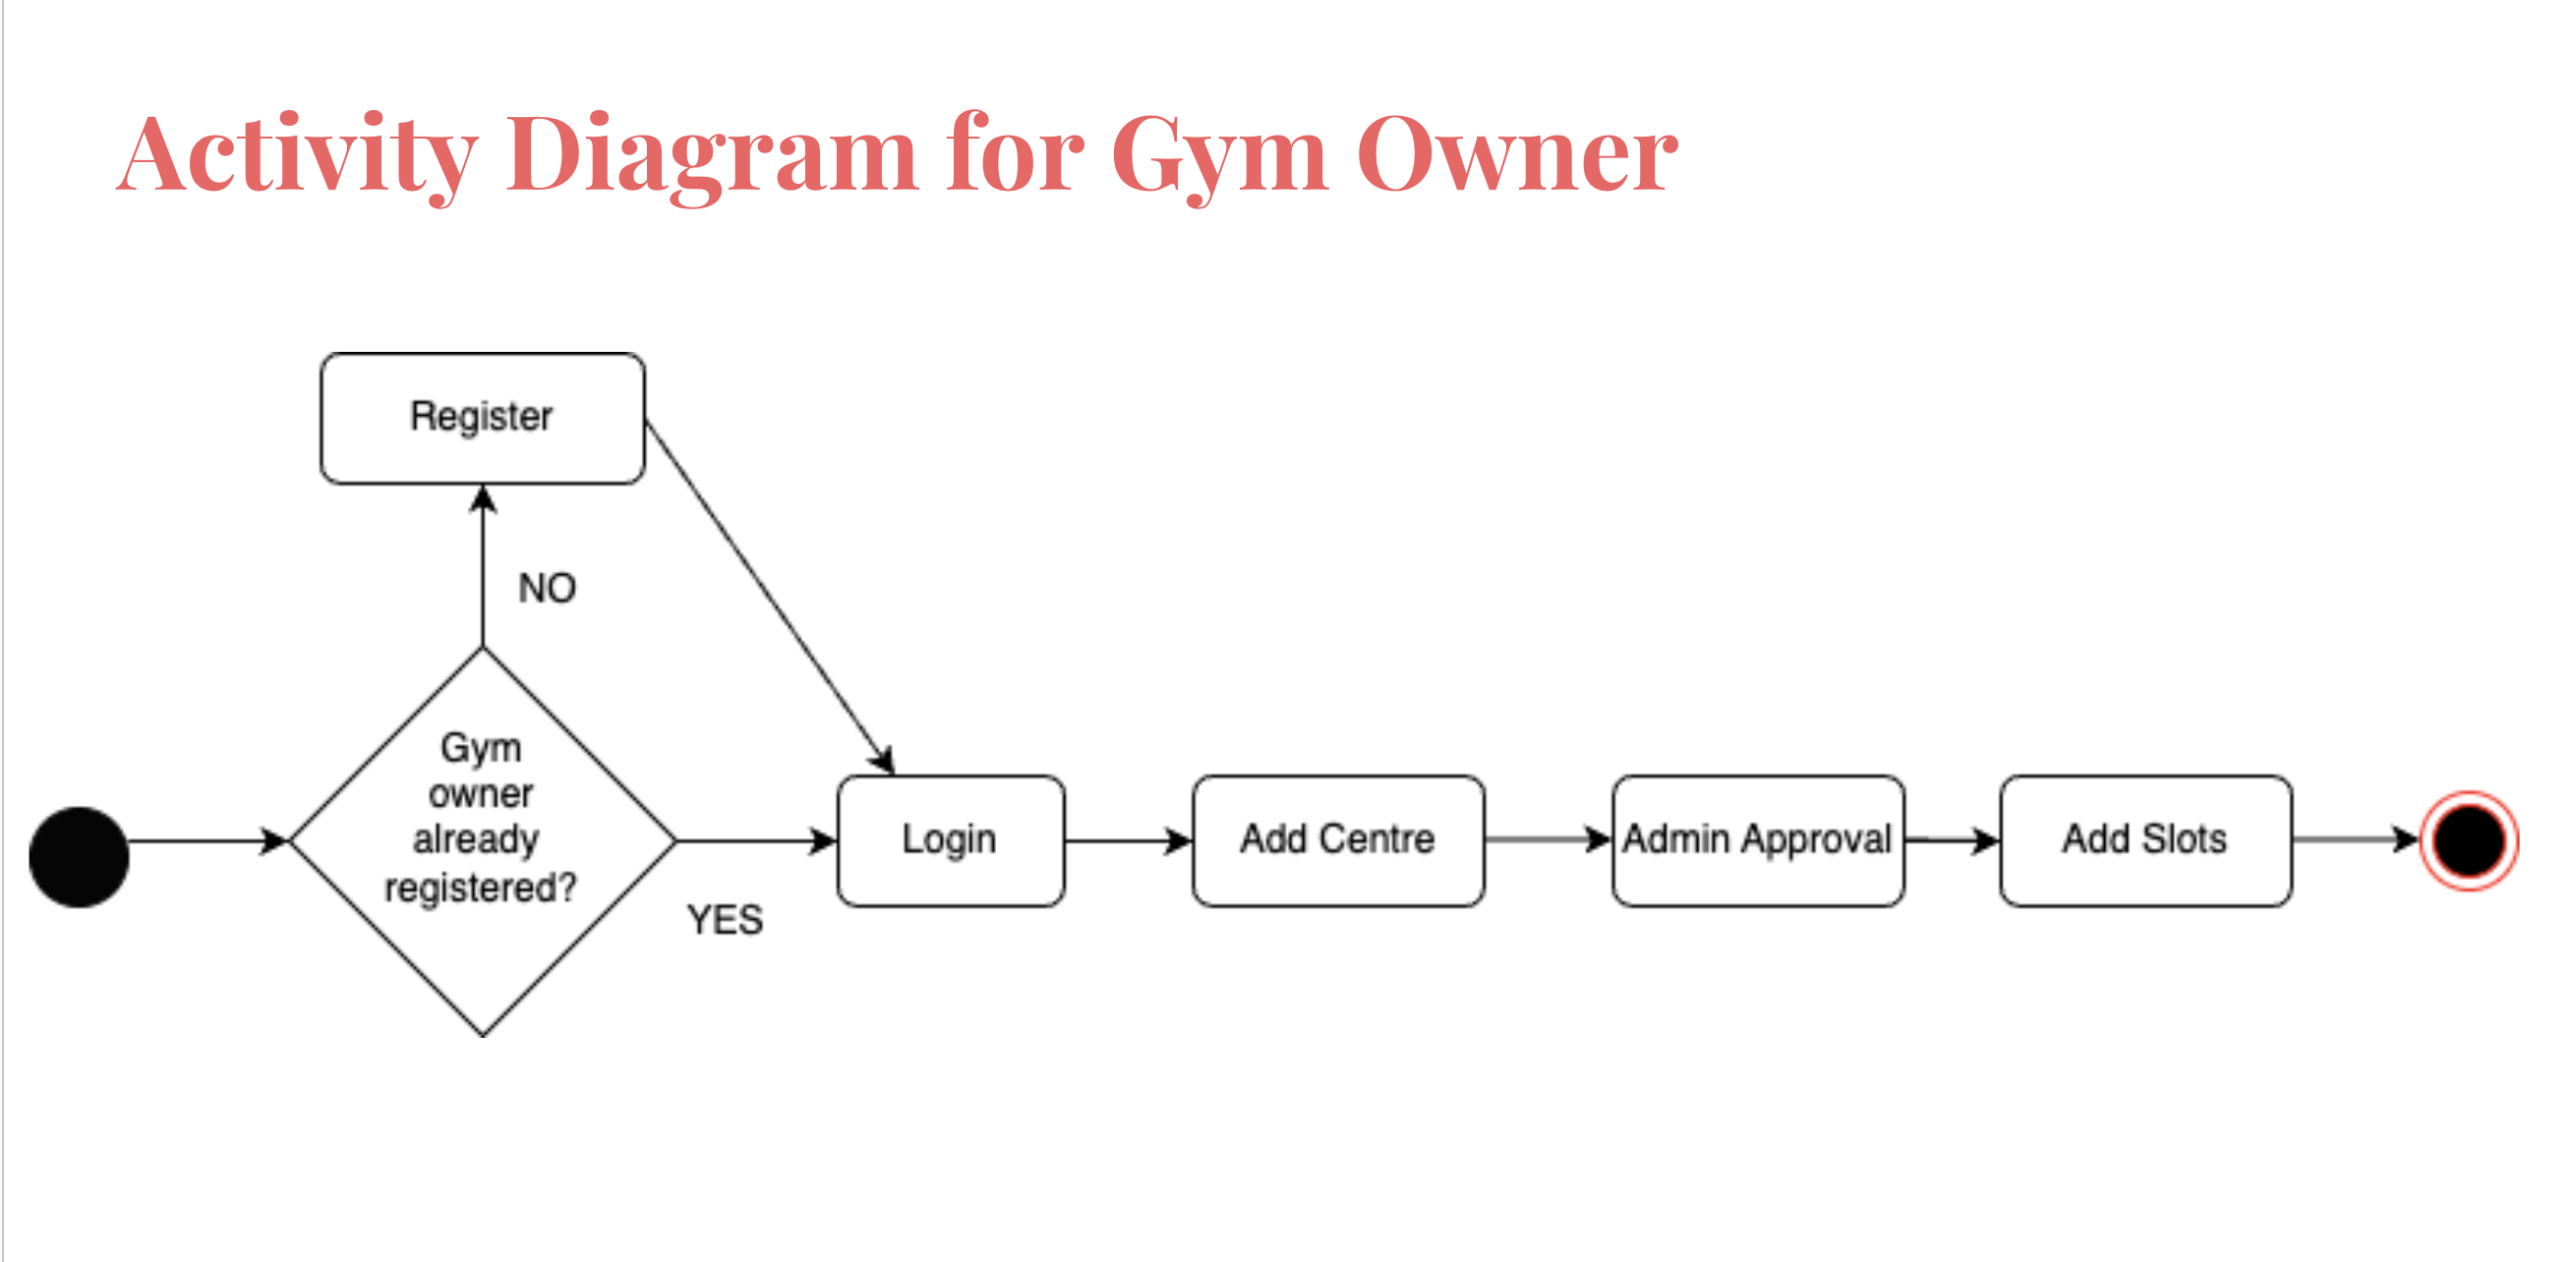 Activity Diagram for Gym Owner
Register
NO
Gym
owner
already
registered?
YES
Login
Add Centre
Admin Approval
Add Slots